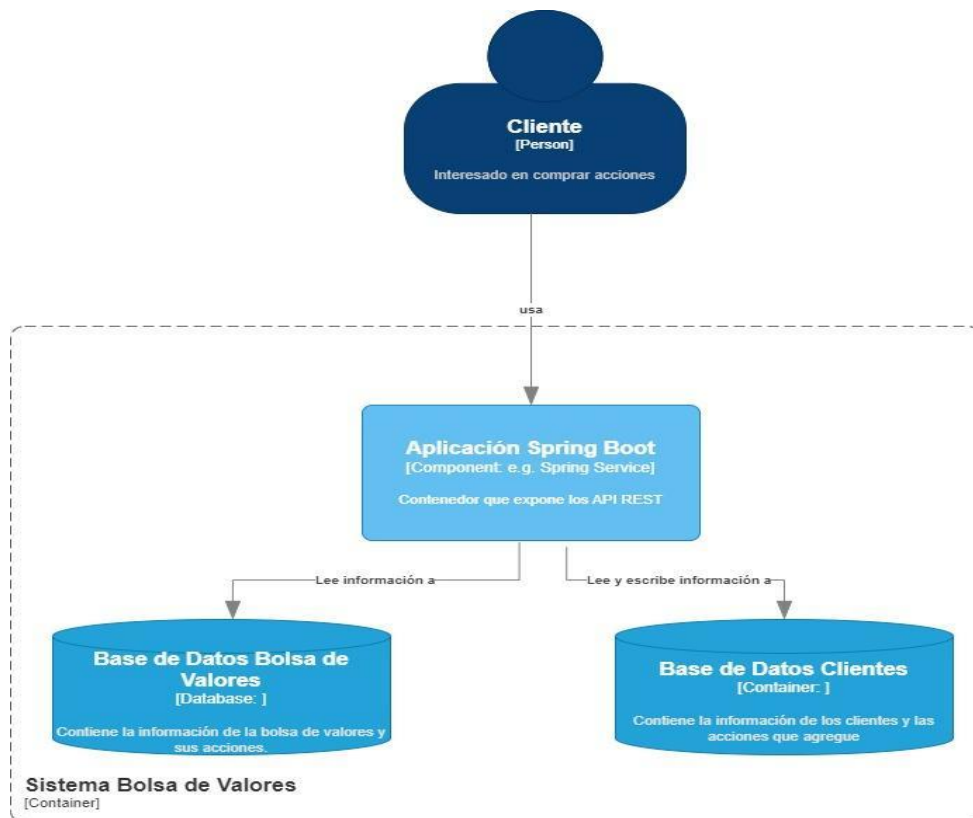 Cliente
[Person]
Interesado en comprar acciones
usa
Aplicación Spring Boot
[Component: e.g. Spring Service]
Contenedor que expone los API REST
Lee información a
Lee y escribe información a
Base de Datos Bolsa de
Valores
[Database: ]
Contiene la información de la bolsa de valores y
sus acciones.
Base de Datos Clientes
[Container: ]
Contiene la información de los clientes y las
acciones que agregue
Sistema Bolsa de Valores
[Container]